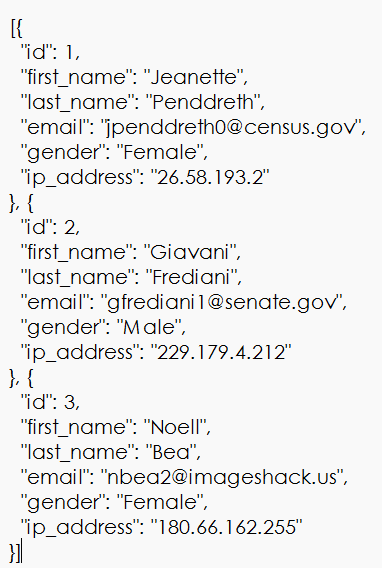 [{
"id": 1,
"first_name": "Jeanette",
"last_name": "Penddreth",
"email": "jpenddreth0@census.gov",
"gender": "Female",
"ip_address": "26.58.193.2"
}, {
"id": 2,
"first_name": "Giavani",
"last_name": "Frediani",
"email": "gfrediani1@senate.gov",
"gender": "Male",
"ip_address": "229.179.4.212"
}, {
"id": 3,
"first_name": "Noell",
"last_name": "Bea",
"email": "nbea2@imageshack.us",
"gender": "Female",
"ip_address": "180.66.162.255"
}]